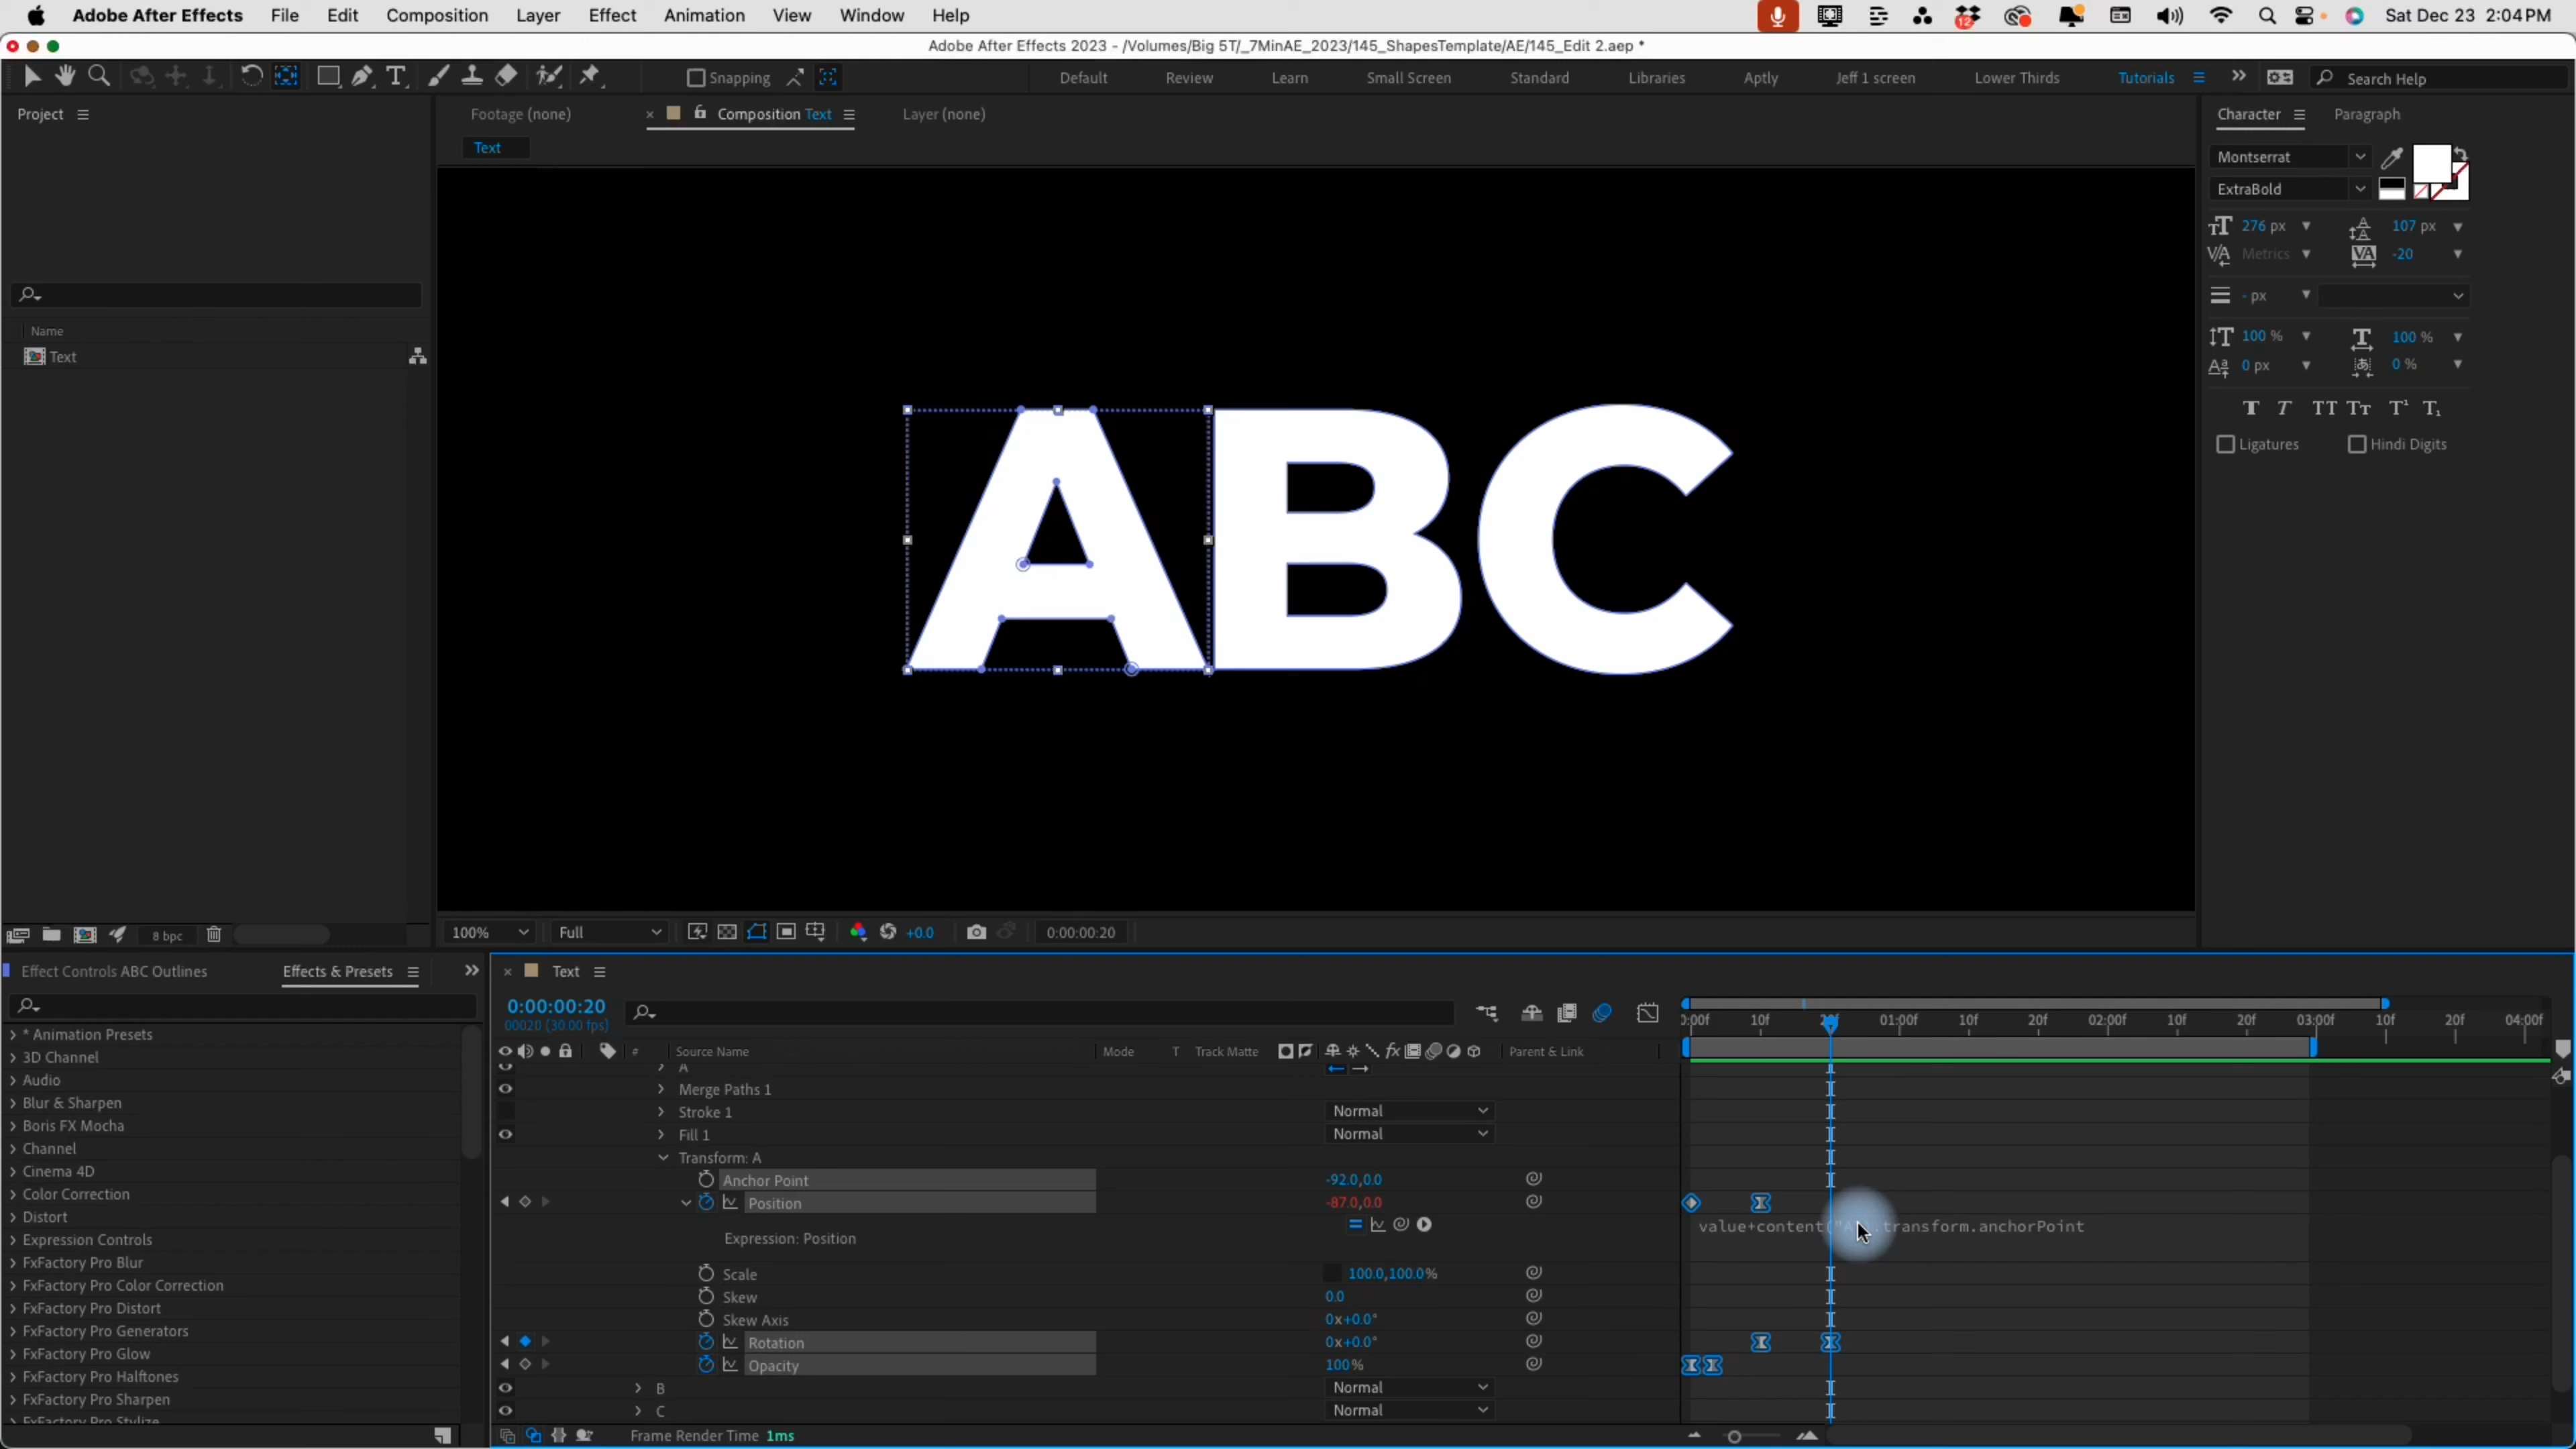 Adobe After Effects File Edit Composition Layer Effect Animation View Window Help 12 Sat Dec 23 2:04 PM
Adobe After Effects 2023 - /Volumes/Big 5T/_7MinAE_2023/145_ShapesTemplate/AE/145_Edit 2.aep *
Snapping Default Review Learn Small Screen Standard Libraries Aptly Jeff 1 screen Lower Thirds Tutorials Search Help
Project Footage (none) Composition Text Layer (none) Character Paragraph
Text
Montserrat
ExtraBold
276 px 107 px
Metrics -20
- px
100 % 100 %
0 px 0 %
T T TT Tt T¹ T₁
Ligatures Hindi Digits
Name
Text
ABC
8 bpc 100% Full +0.0 0:00:00:20
Effect Controls ABC Outlines Effects & Presets Text
0:00:00:20
00020 (30.00 fps)
0:00f 10f 20f 01:00f 10f 20f 02:00f 10f 20f 03:00f 10f 20f 04:00f
# Source Name Mode T Track Matte Parent & Link
* Animation Presets
3D Channel
Audio
Blur & Sharpen
Boris FX Mocha
Channel
Cinema 4D
Color Correction
Distort
Expression Controls
FxFactory Pro Blur
FxFactory Pro Color Correction
FxFactory Pro Distort
FxFactory Pro Generators
FxFactory Pro Glow
FxFactory Pro Halftones
FxFactory Pro Sharpen
FxFactory Pro Stylize
A
Merge Paths 1
Stroke 1 Normal
Fill 1 Normal
Transform: A
Anchor Point -92.0,0.0
Position -87.0,0.0
value+content("A").transform.anchorPoint
Expression: Position
Scale 100.0,100.0%
Skew 0.0
Skew Axis 0x+0.0°
Rotation 0x+0.0°
Opacity 100%
B Normal
C Normal
Frame Render Time 1ms